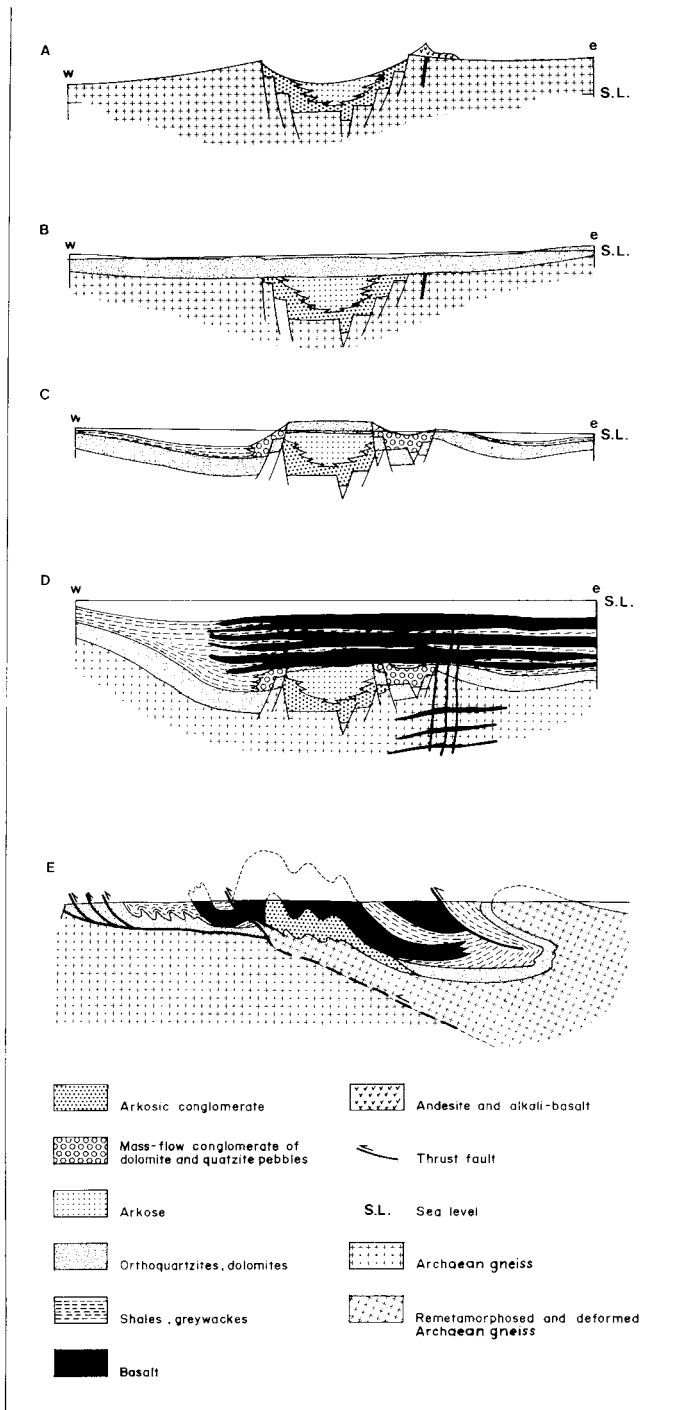 A
w
e
S.L.
B
w
e
S.L.
C
w
e
S.L.
D
w
e
S.L.
E
Arkosic conglomerate
Mass-flow conglomerate of
dolomite and quatzite pebbles
Arkose
Orthoquartzites, dolomites
Shales, greywackes
Basalt
Andesite and alkali-basalt
Thrust fault
S.L. Sea level
Archaean gneiss
Remetamorphosed and deformed
Archaean gneiss